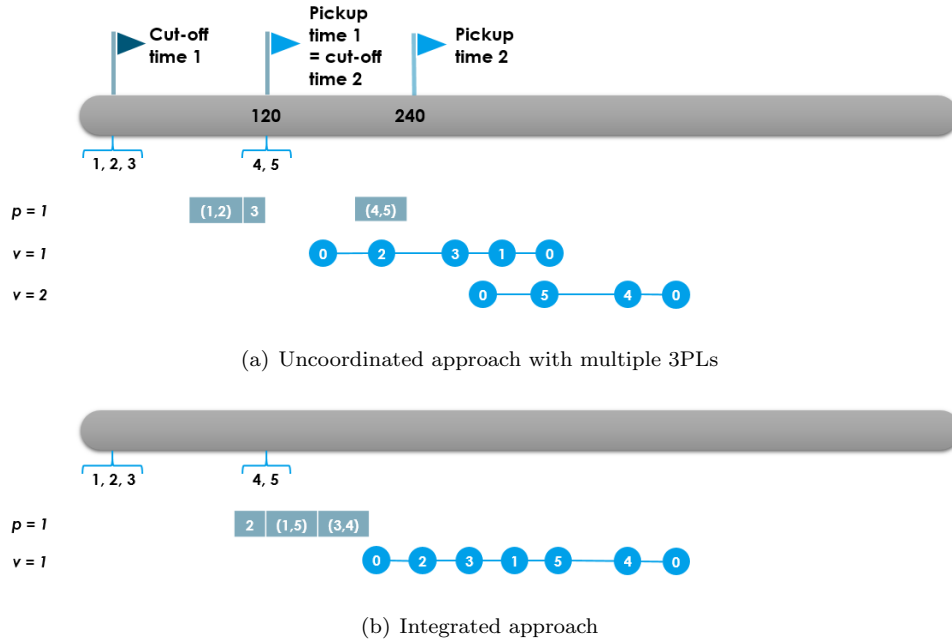 Cut-off
time 1
Pickup
time 1
= cut-off
time 2
Pickup
time 2
120
240
1, 2, 3
4, 5
p = 1
(1,2)
3
(4,5)
v = 1
0 2 3 1 0
v = 2
0 5 4 0
(a) Uncoordinated approach with multiple 3PLs
1, 2, 3
4, 5
p = 1
2
(1,5)
(3,4)
v = 1
0 2 3 1 5 4 0
(b) Integrated approach